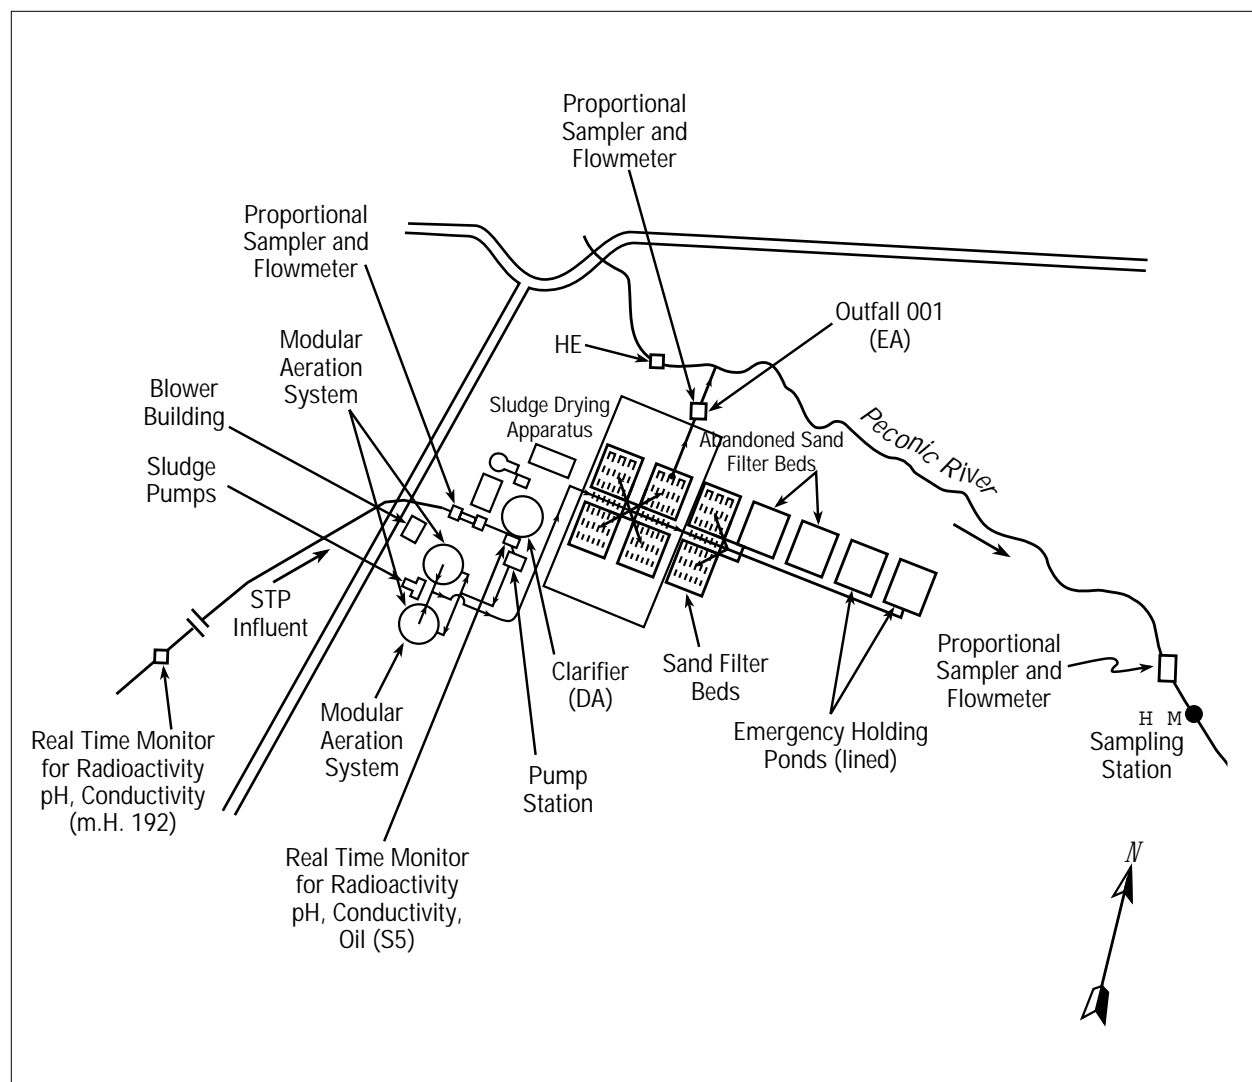 Proportional
Sampler and
Flowmeter
Proportional
Sampler and
Flowmeter
Outfall 001
(EA)
HE
Modular
Aeration
System
Blower
Building
Sludge Drying
Apparatus
Abandoned Sand
Filter Beds
Peconic River
Sludge
Pumps
STP
Influent
Clarifier
(DA)
Sand Filter
Beds
Proportional
Sampler and
Flowmeter
Modular
Aeration
System
Emergency Holding
Ponds (lined)
H M
Sampling
Station
Real Time Monitor
for Radioactivity
pH, Conductivity
(m.H. 192)
Pump
Station
Real Time Monitor
for Radioactivity
pH, Conductivity,
Oil (S5)
N